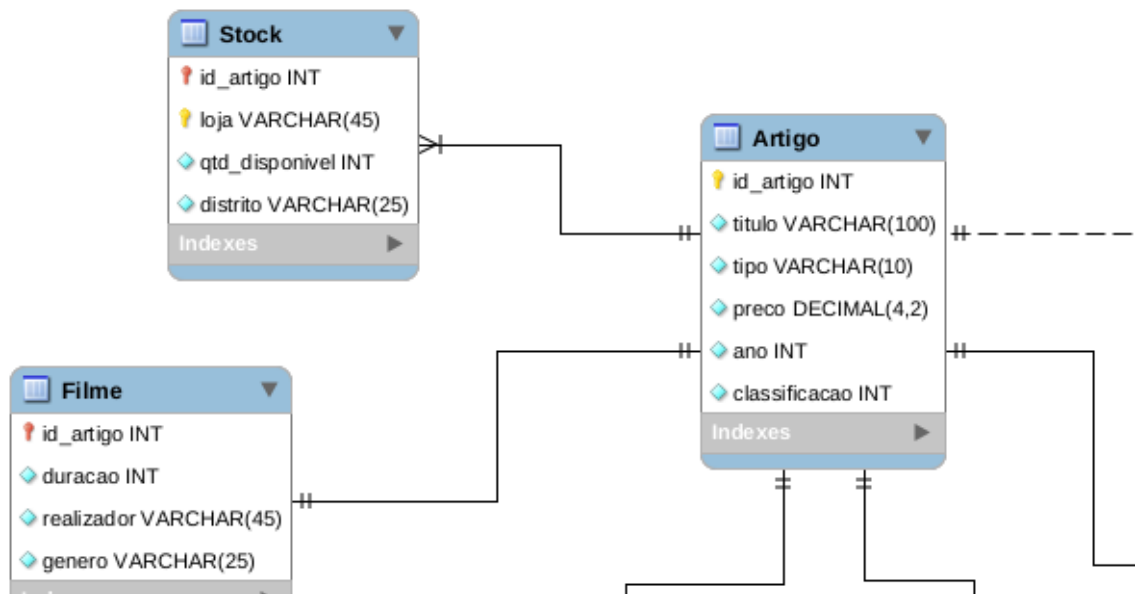 Stock
id_artigo INT
loja VARCHAR(45)
qtd_disponivel INT
distrito VARCHAR(25)
Indexes
Artigo
id_artigo INT
titulo VARCHAR(100)
tipo VARCHAR(10)
preco DECIMAL(4,2)
ano INT
classificacao INT
Indexes
Filme
id_artigo INT
duracao INT
realizador VARCHAR(45)
genero VARCHAR(25)